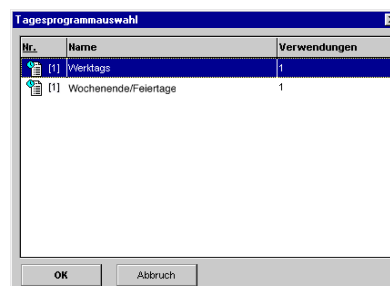 Tagesprogrammauswahl
Nr. Name Verwendungen
[1] Werktags 1
[1] Wochenende/Feiertage 1
OK Abbruch